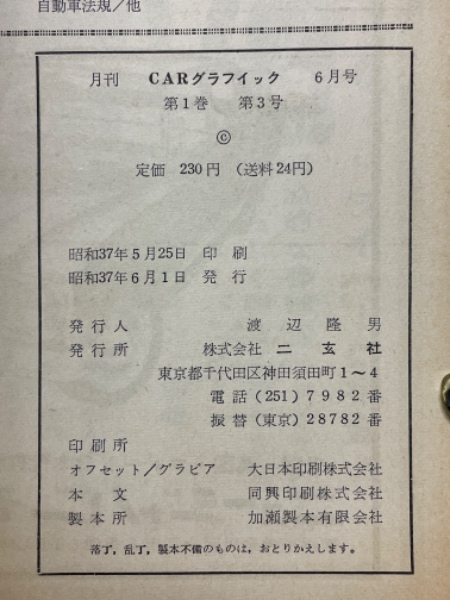 自動車法規／他
月刊 CARグラフイック 6月号
第1巻 第3号
©
定価 230円 （送料24円）
昭和37年5月25日 印刷
昭和37年6月1日 発行
発行人 渡辺隆男
発行所 株式会社 二玄社
東京都千代田区神田須田町1〜4
電話（251）7982番
振替（東京）28782番
印刷所
オフセット／グラビア 大日本印刷株式会社
本文 同興印刷株式会社
製本所 加瀬製本有限会社
落丁，乱丁，製本不備のものは，おとりかえします。